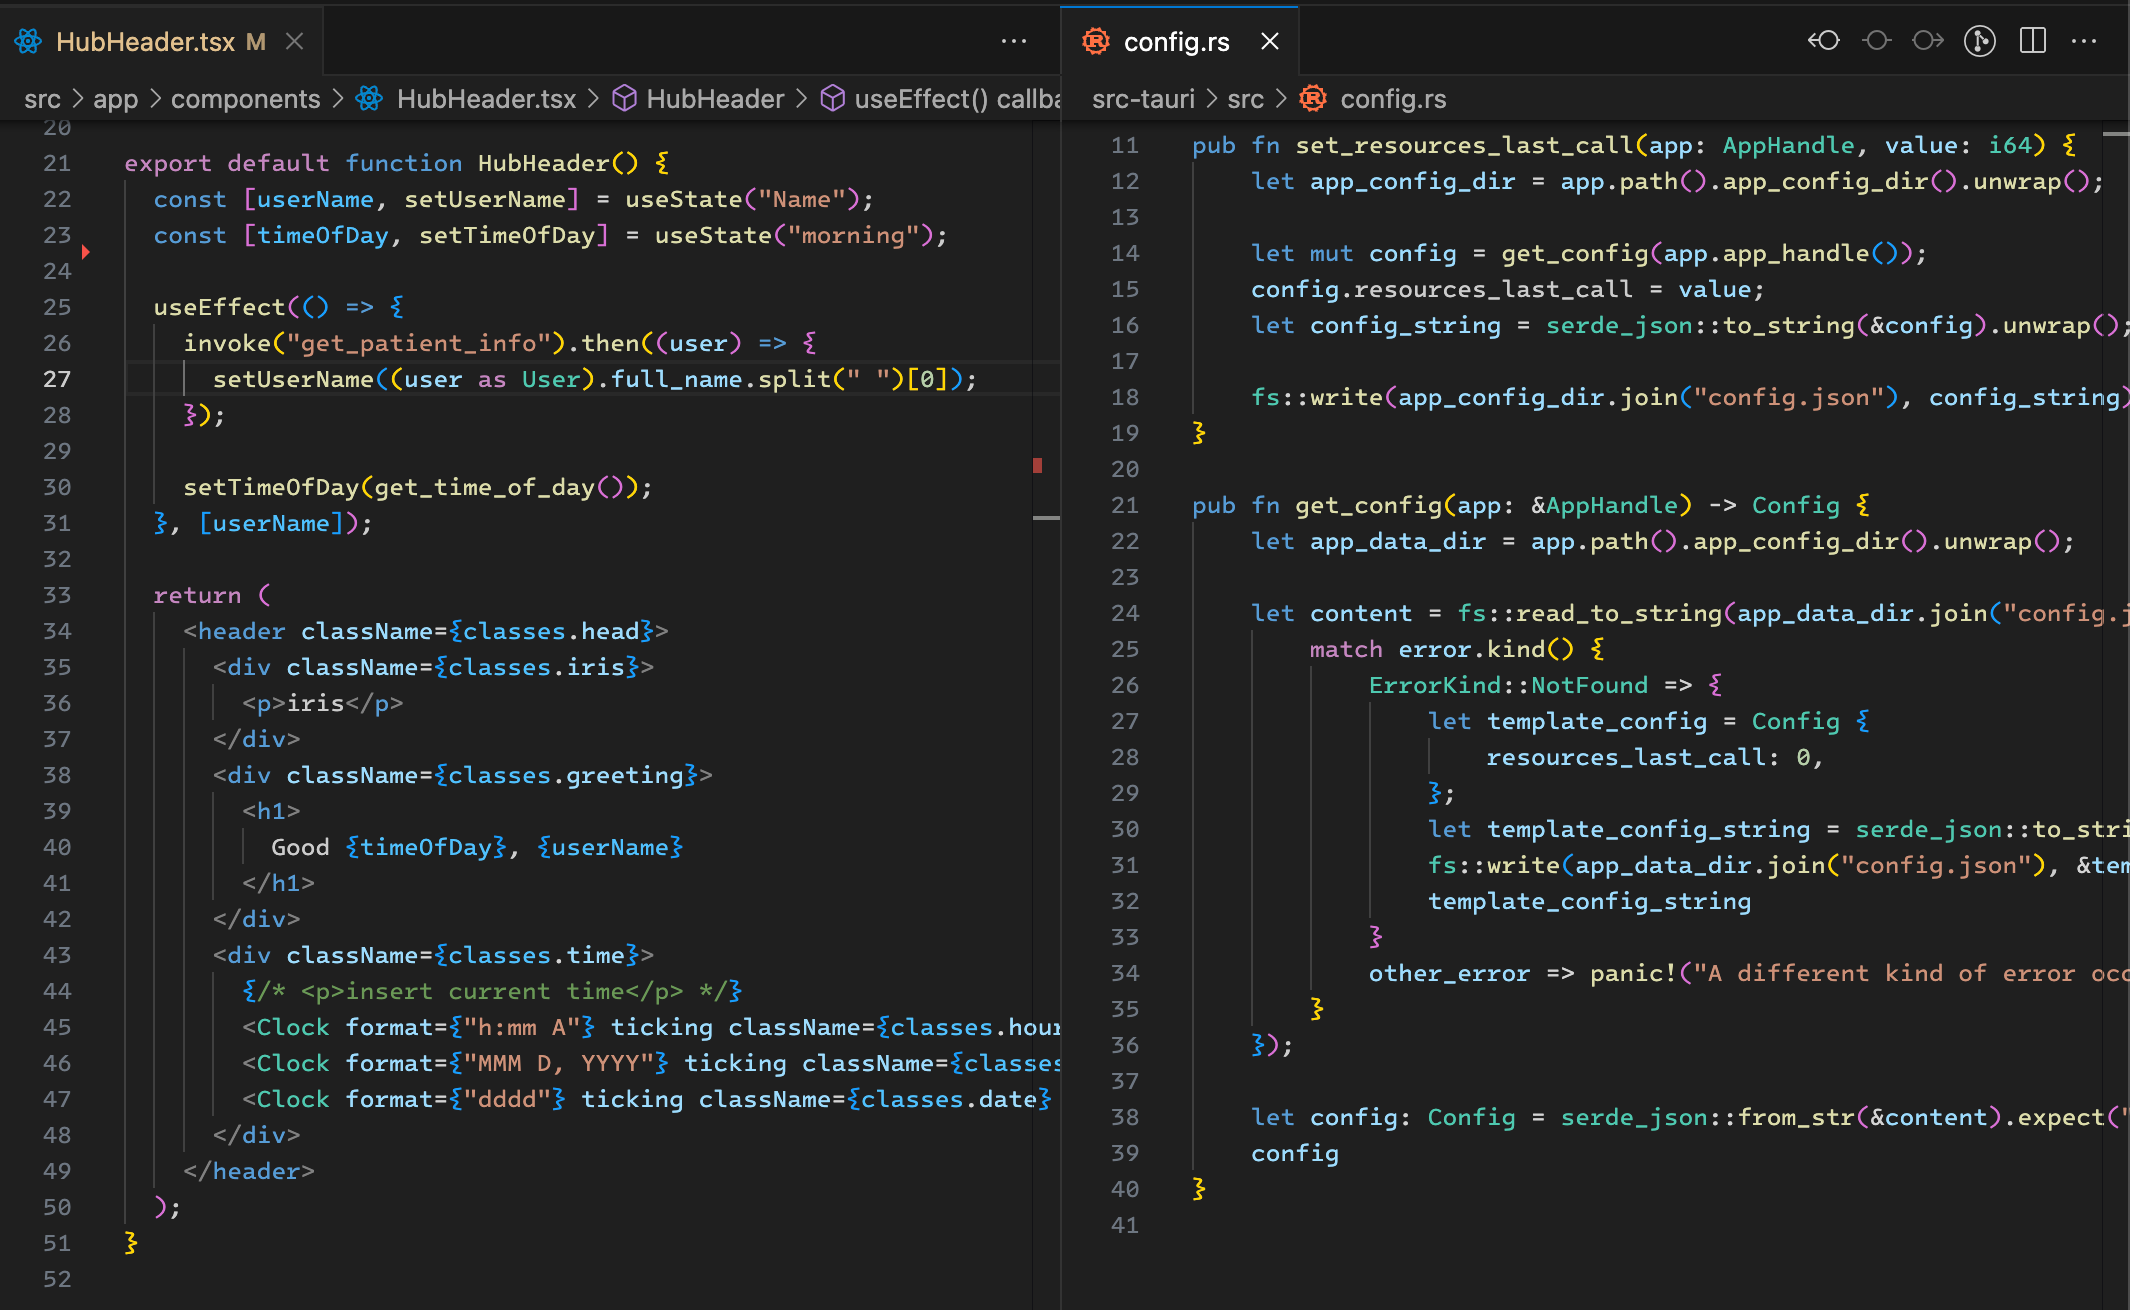 HubHeader.tsx M
src > app > components > HubHeader.tsx > HubHeader > useEffect() callba
20
21 export default function HubHeader() {
22 const [userName, setUserName] = useState("Name");
23 const [timeOfDay, setTimeOfDay] = useState("morning");
24
25 useEffect(() => {
26 invoke("get_patient_info").then((user) => {
27 setUserName((user as User).full_name.split(" ")[0]);
28 });
29
30 setTimeOfDay(get_time_of_day());
31 }, [userName]);
32
33 return (
34 <header className={classes.head}>
35 <div className={classes.iris}>
36 <p>iris</p>
37 </div>
38 <div className={classes.greeting}>
39 <h1>
40 Good {timeOfDay}, {userName}
41 </h1>
42 </div>
43 <div className={classes.time}>
44 {/* <p>insert current time</p> */}
45 <Clock format={"h:mm A"} ticking className={classes.hour
46 <Clock format={"MMM D, YYYY"} ticking className={classes
47 <Clock format={"dddd"} ticking className={classes.date}
48 </div>
49 </header>
50 );
51 }
52
config.rs
src-tauri > src > config.rs
11 pub fn set_resources_last_call(app: AppHandle, value: i64) {
12 let app_config_dir = app.path().app_config_dir().unwrap();
13
14 let mut config = get_config(app.app_handle());
15 config.resources_last_call = value;
16 let config_string = serde_json::to_string(&config).unwrap();
17
18 fs::write(app_config_dir.join("config.json"), config_string)
19 }
20
21 pub fn get_config(app: &AppHandle) -> Config {
22 let app_data_dir = app.path().app_config_dir().unwrap();
23
24 let content = fs::read_to_string(app_data_dir.join("config.j
25 match error.kind() {
26 ErrorKind::NotFound => {
27 let template_config = Config {
28 resources_last_call: 0,
29 };
30 let template_config_string = serde_json::to_stri
31 fs::write(app_data_dir.join("config.json"), &tem
32 template_config_string
33 }
34 other_error => panic!("A different kind of error occ
35 }
36 });
37
38 let config: Config = serde_json::from_str(&content).expect("
39 config
40 }
41